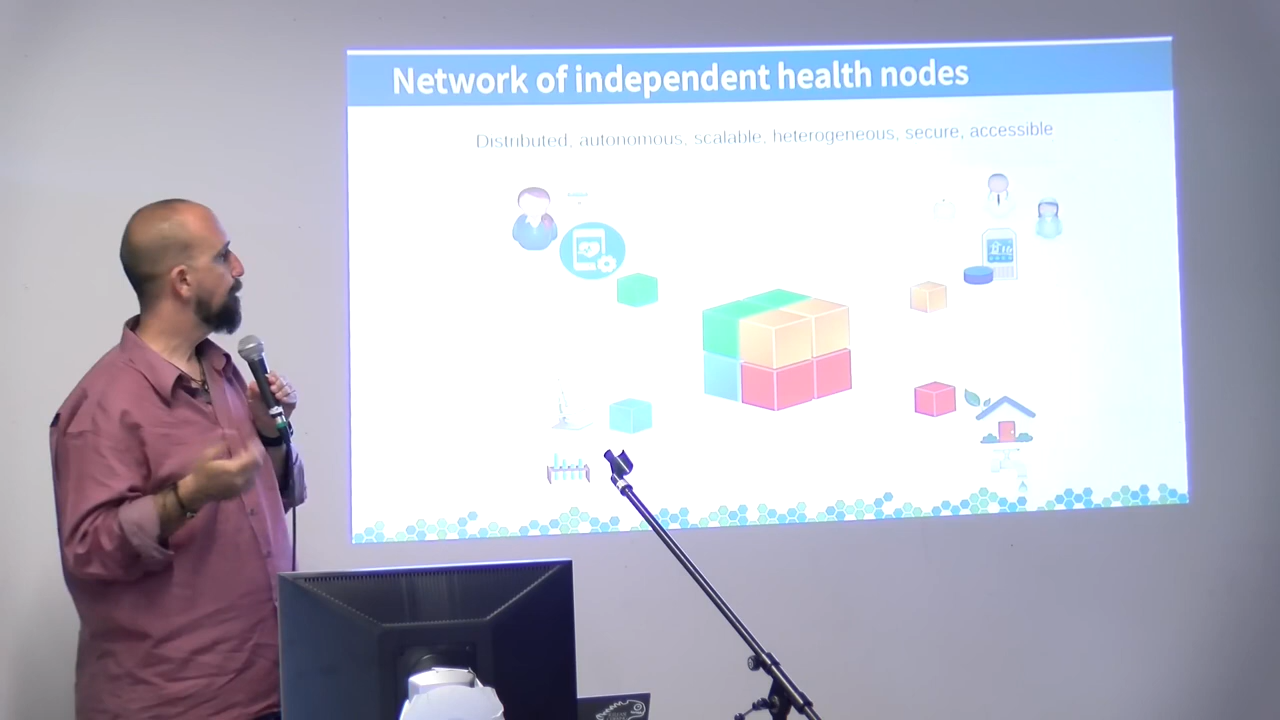 Network of independent health nodes
Distributed, autonomous, scalable, heterogeneous, secure, accessible